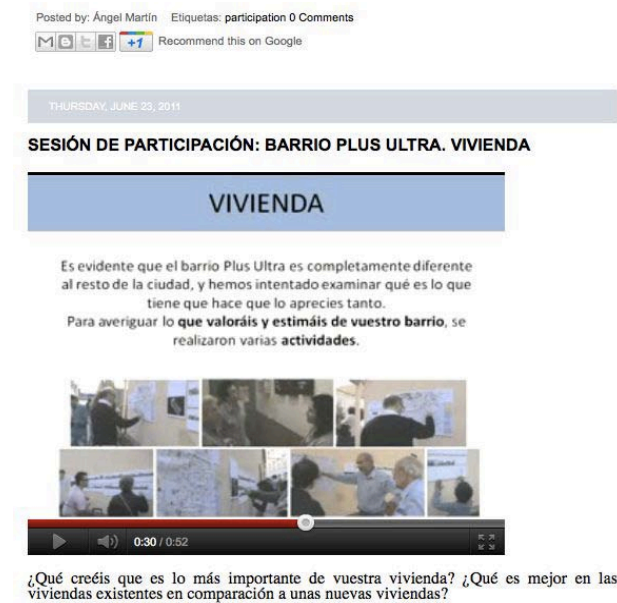 Posted by: Ángel Martín Etiquetas: participation 0 Comments
+1 Recommend this on Google
THURSDAY, JUNE 23, 2011
SESIÓN DE PARTICIPACIÓN: BARRIO PLUS ULTRA. VIVIENDA
VIVIENDA
Es evidente que el barrio Plus Ultra es completamente diferente
al resto de la ciudad, y hemos intentado examinar qué es lo que
tiene que hace que lo aprecies tanto.
Para averiguar lo que valoráis y estimáis de vuestro barrio, se
realizaron varias actividades.
0:30 / 0:52
¿Qué creéis que es lo más importante de vuestra vivienda? ¿Qué es mejor en las
viviendas existentes en comparación a unas nuevas viviendas?